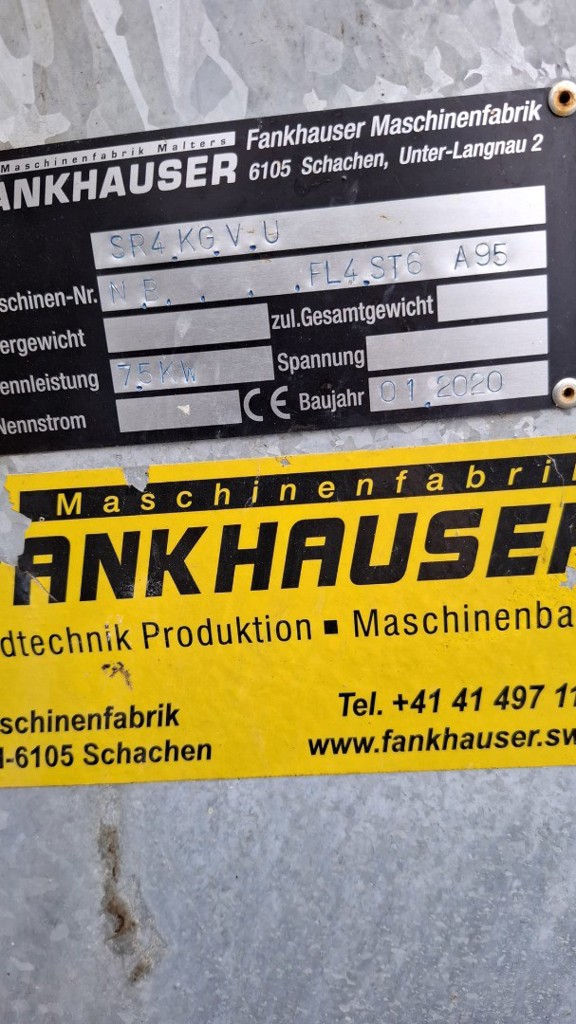 Maschinenfabrik Malters
ANKHAUSER
Fankhauser Maschinenfabrik
6105 Schachen, Unter-Langnau 2
SR4.KG.V.U
schinen-Nr. N.E. . . . .FL4.ST6 A95
ergewicht zul.Gesamtgewicht
ennleistung 7.5KW Spannung
Nennstrom CE Baujahr 01.2020
Maschinenfabri
ANKHAUSER
dtechnik Produktion ■ Maschinenba
schinenfabrik Tel. +41 41 497 11
-6105 Schachen www.fankhauser.sw